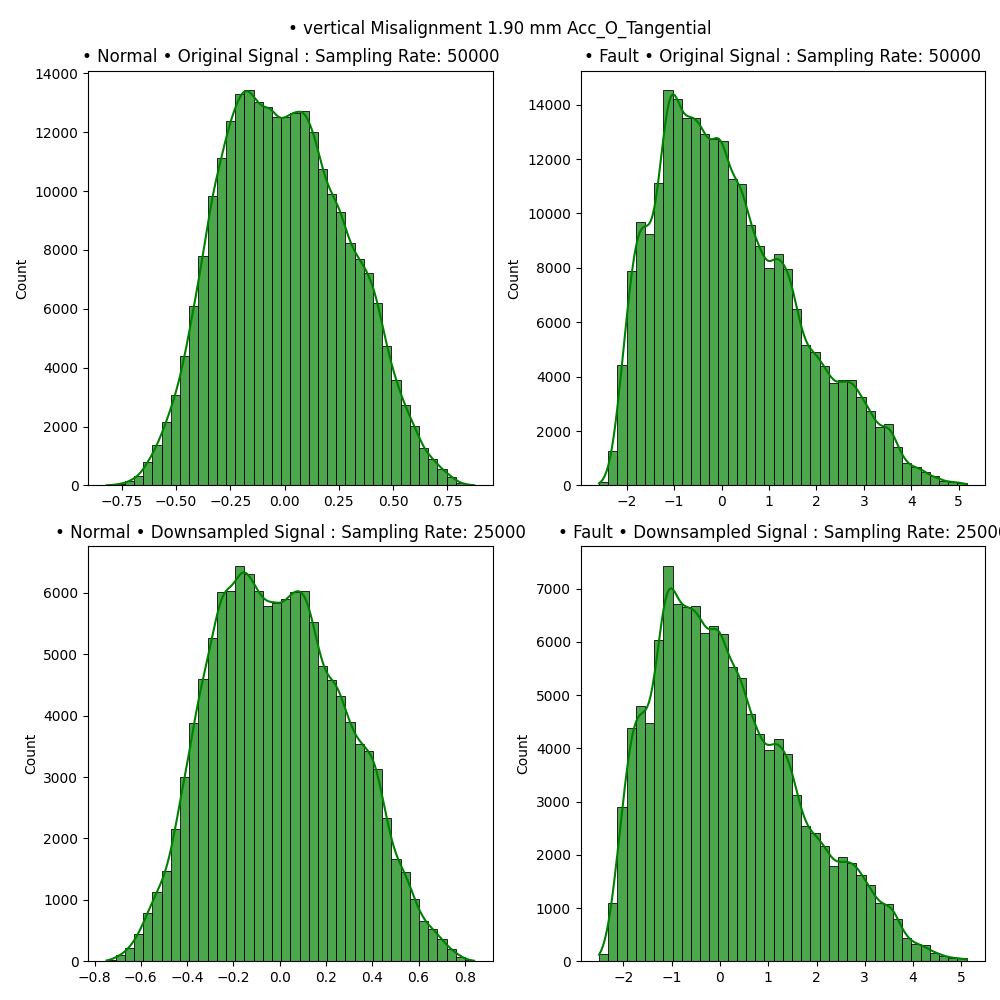 • vertical Misalignment 1.90 mm Acc_O_Tangential
• Normal • Original Signal : Sampling Rate: 50000
• Fault • Original Signal : Sampling Rate: 50000
14000
12000
10000
8000
6000
4000
2000
0
Count
−0.75 −0.50 −0.25 0.00 0.25 0.50 0.75
14000
12000
10000
8000
6000
4000
2000
0
Count
−2 −1 0 1 2 3 4 5
• Normal • Downsampled Signal : Sampling Rate: 25000
• Fault • Downsampled Signal : Sampling Rate: 2500
6000
5000
4000
3000
2000
1000
0
Count
−0.8 −0.6 −0.4 −0.2 0.0 0.2 0.4 0.6 0.8
7000
6000
5000
4000
3000
2000
1000
0
Count
−2 −1 0 1 2 3 4 5